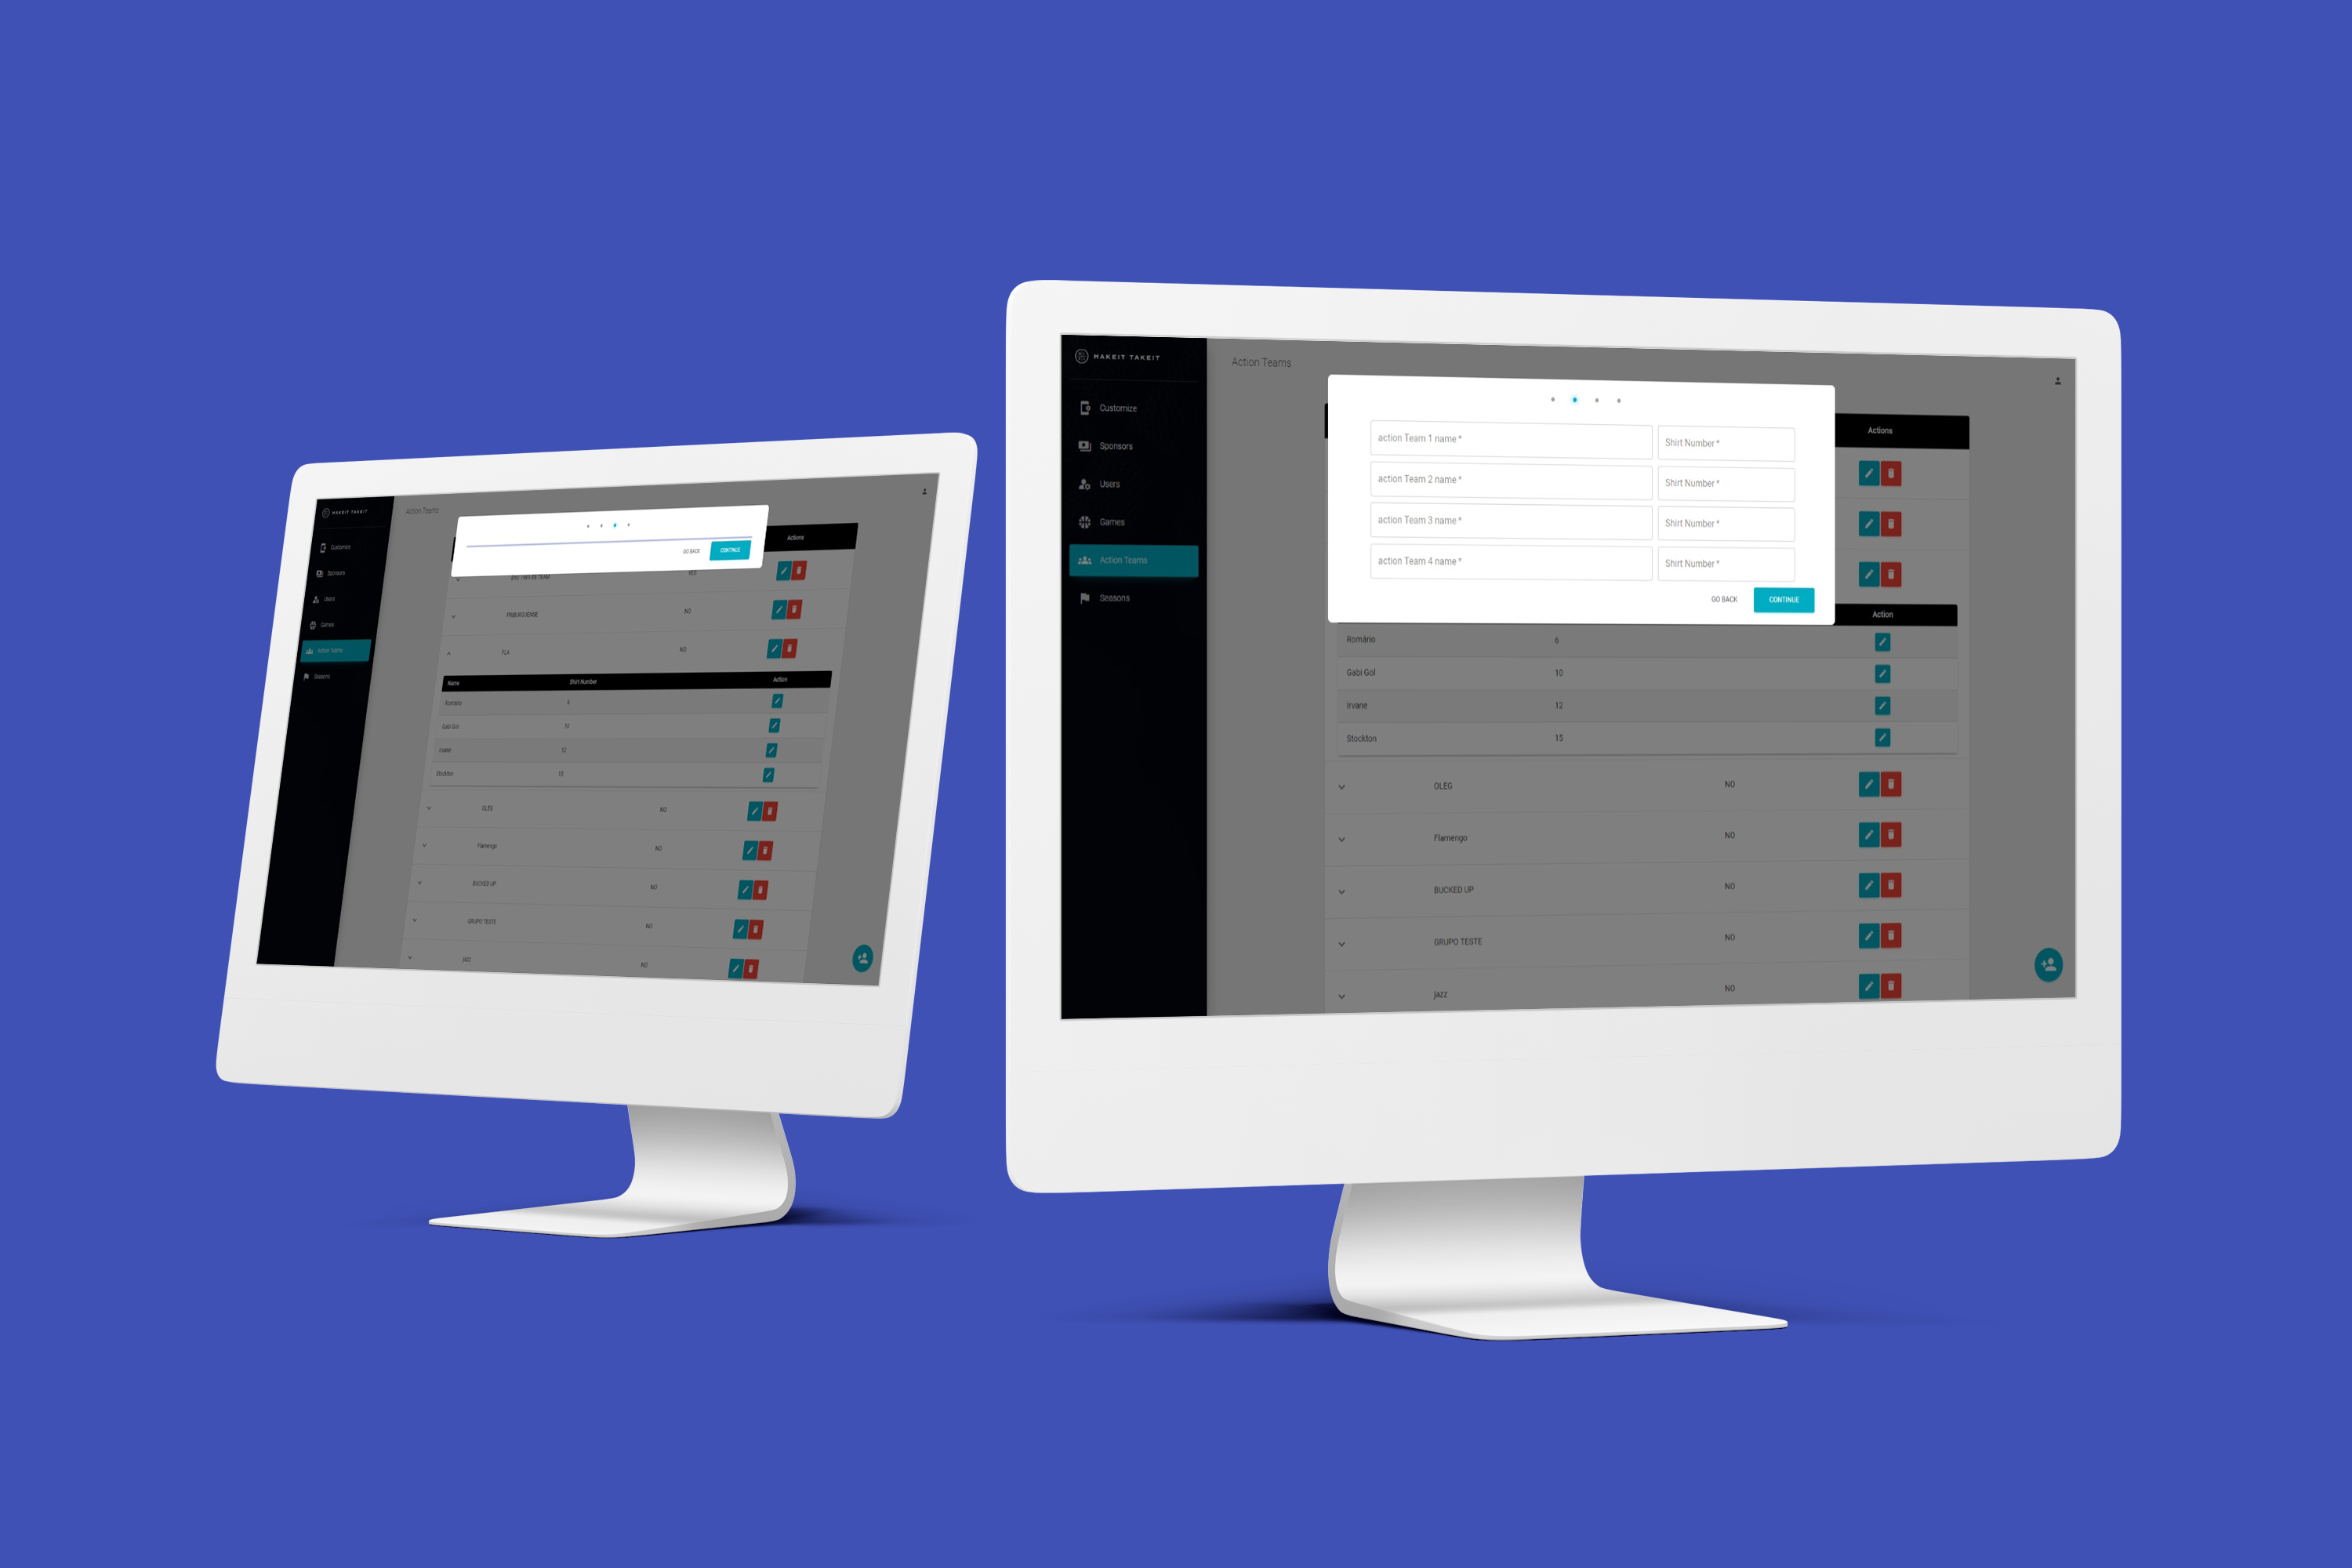 MAKEIT TAKEIT
Action Teams
Customize
Sponsors
Users
Games
Action Teams
Seasons
Actions
GO BACK
CONTINUE
YES
FRIBURGUENSE NO
FLA NO
Name Shirt Number Action
Romário
Gabi Gol 10
Irvane 12
Stockton 15
OLEG NO
Flamengo NO
BUCKED UP NO
GRUPO TESTE NO
jazz NO
MAKEIT TAKEIT
Action Teams
Customize
Sponsors
Users
Games
Action Teams
Seasons
Actions
action Team 1 name * Shirt Number *
action Team 2 name * Shirt Number *
action Team 3 name * Shirt Number *
action Team 4 name * Shirt Number *
GO BACK CONTINUE
Action
Romário 6
Gabi Gol 10
Irvane 12
Stockton 15
OLEG NO
Flamengo NO
BUCKED UP NO
GRUPO TESTE NO
jazz NO